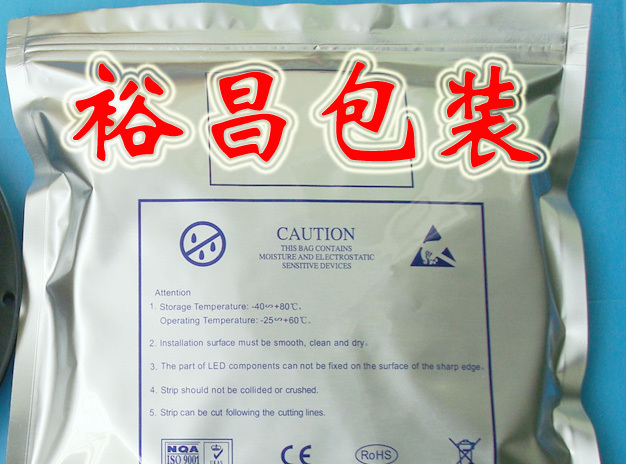 裕昌包装
CAUTION
THIS BAG CONTAINS
MOISTURE AND ELECTROSTATIC
SENSITIVE DEVICES
Attention
1. Storage Temperature: -40∽+80℃。
Operating Temperature: -25∽+60℃。
2. Installation surface must be smooth, clean and dry。
3. The part of LED components can not be fixed on the surface of the sharp edge。
4. Strip should not be collided or crushed.
5. Strip can be cut following the cutting lines.
NQA
ISO 9001
CE
RoHS